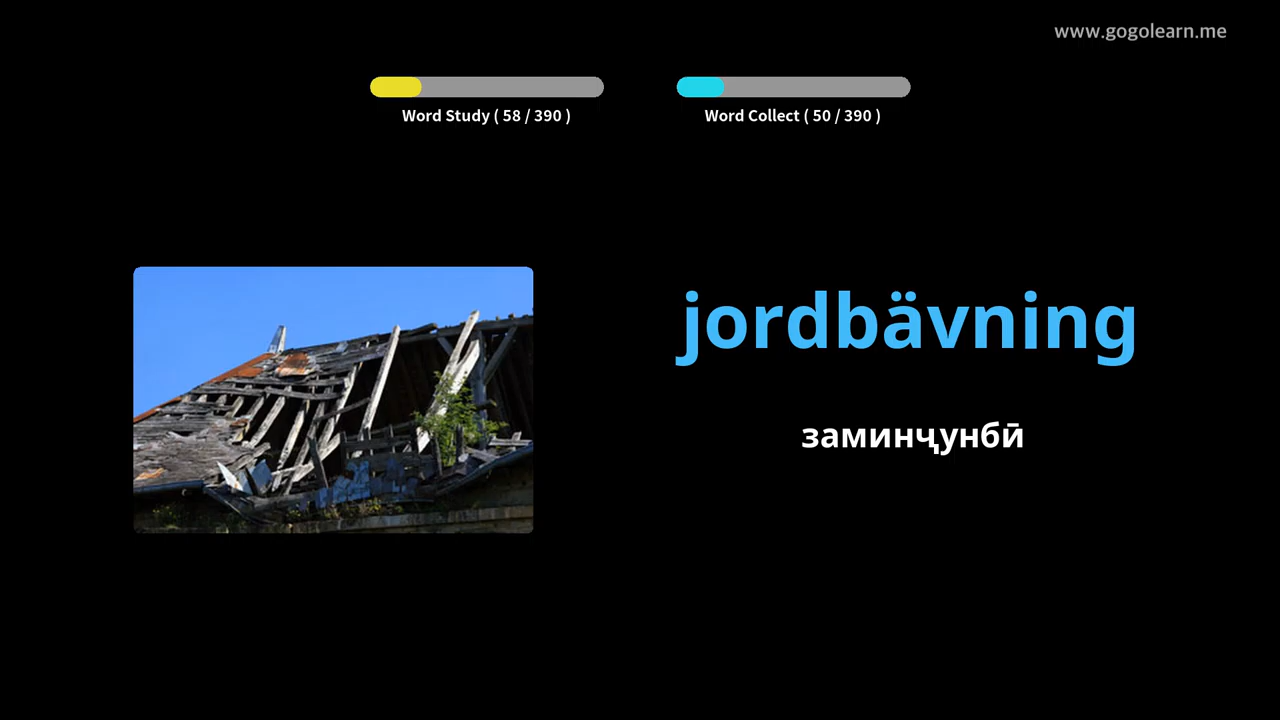 www.gogolearn.me
Word Study ( 58 / 390 )
Word Collect ( 50 / 390 )
jordbävning
заминҷунбӣ